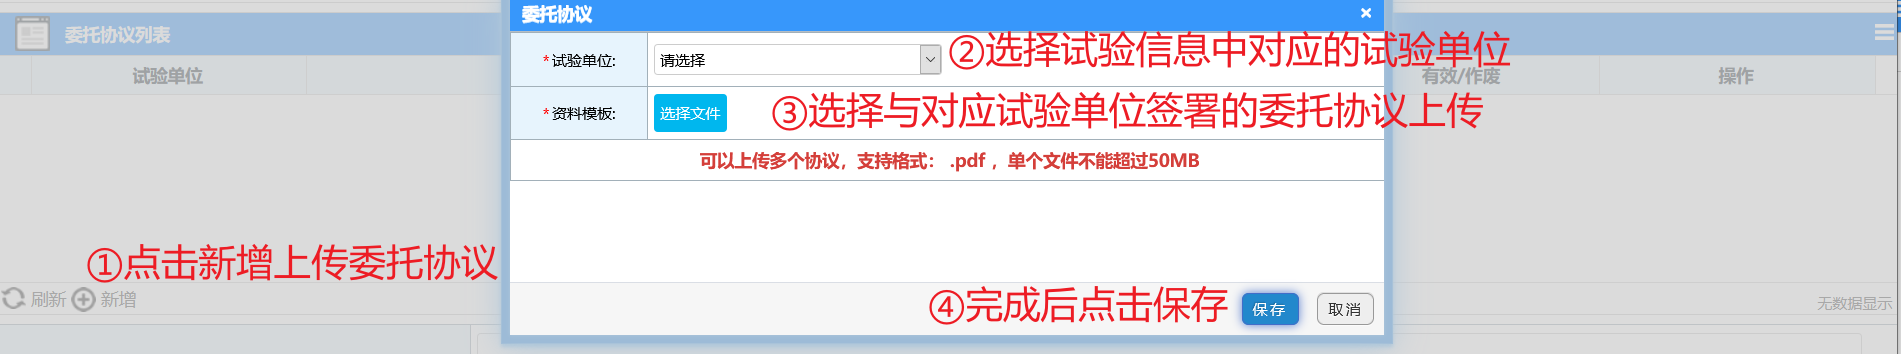 委托协议
委托协议列表
*试验单位: 请选择
②选择试验信息中对应的试验单位
试验单位
有效/作废
操作
*资料模板: 选择文件
③选择与对应试验单位签署的委托协议上传
可以上传多个协议，支持格式： .pdf ，单个文件不能超过50MB
①点击新增上传委托协议
刷新 新增
④完成后点击保存
保存 取消
无数据显示